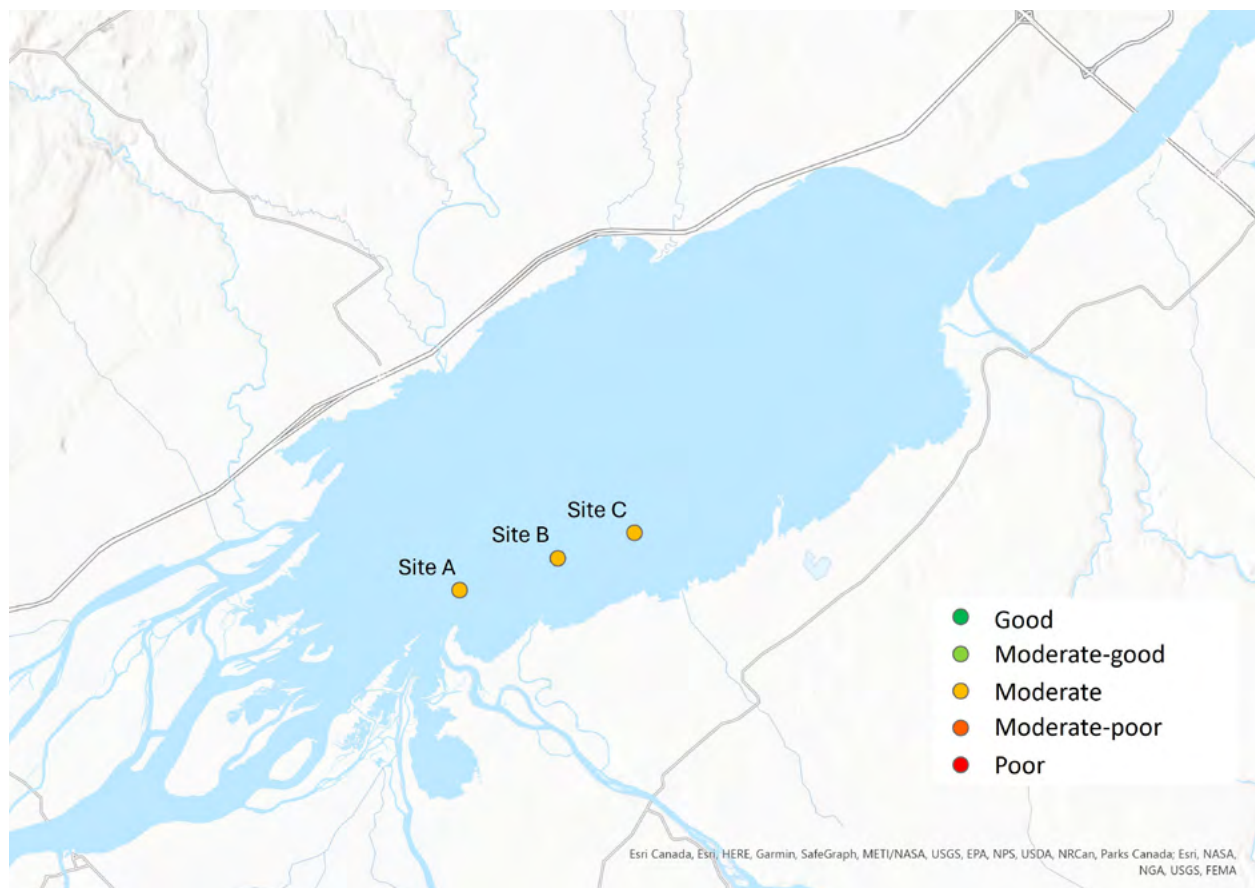 Site C
Site B
Site A
Good
Moderate-good
Moderate
Moderate-poor
Poor
Esri Canada, Esri, HERE, Garmin, SafeGraph, METI/NASA, USGS, EPA, NPS, USDA, NRCan, Parks Canada; Esri, NASA,
NGA, USGS, FEMA